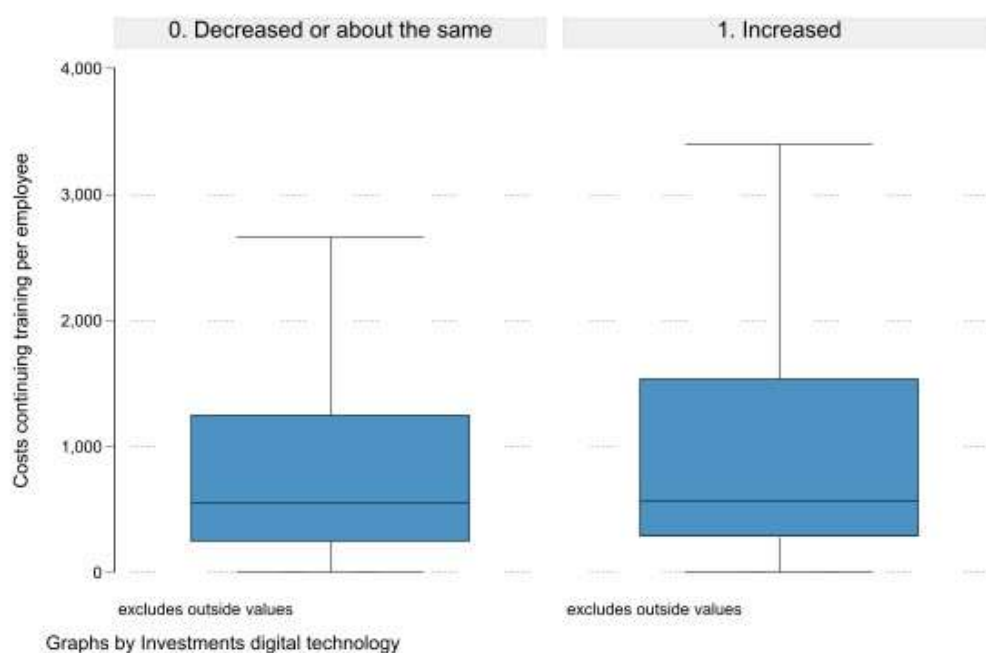 0. Decreased or about the same
1. Increased
Costs continuing training per employee
4,000
3,000
2,000
1,000
0
excludes outside values
excludes outside values
Graphs by Investments digital technology